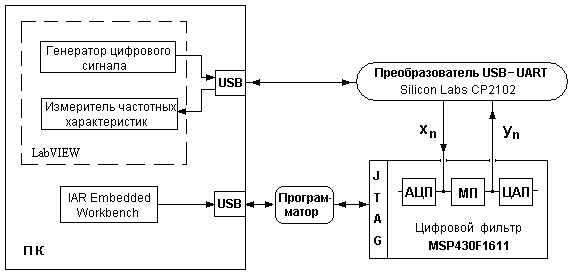 Генератор цифрового
сигнала
Измеритель частотных
характеристик
LabVIEW
USB
Преобразователь USB–UART
Silicon Labs CP2102
Xn
Уn
IAR Embedded
Workbench
USB
Програм-
матор
J
T
A
G
АЦП
МП
ЦАП
Цифровой фильтр
MSP430F1611
ПК